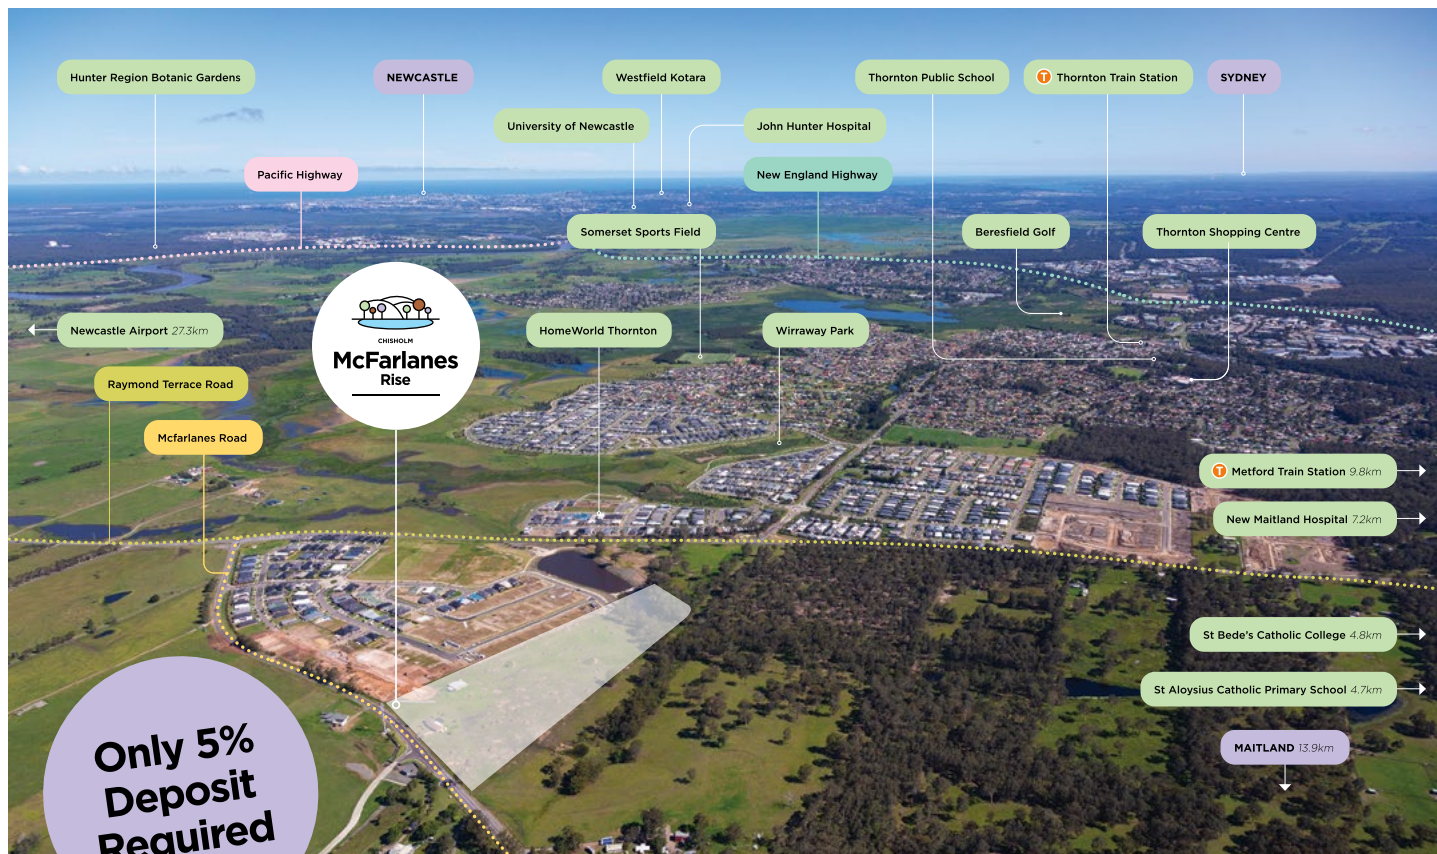 Hunter Region Botanic Gardens
NEWCASTLE
Westfield Kotara
Thornton Public School
T Thornton Train Station
SYDNEY
University of Newcastle
John Hunter Hospital
Pacific Highway
New England Highway
Somerset Sports Field
Beresfield Golf
Thornton Shopping Centre
Newcastle Airport 27.3km
CHISHOLM
McFarlanes
Rise
HomeWorld Thornton
Wirraway Park
Raymond Terrace Road
Mcfarlanes Road
T Metford Train Station 9.8km
New Maitland Hospital 7.2km
St Bede's Catholic College 4.8km
St Aloysius Catholic Primary School 4.7km
MAITLAND 13.9km
Only 5%
Deposit
Required